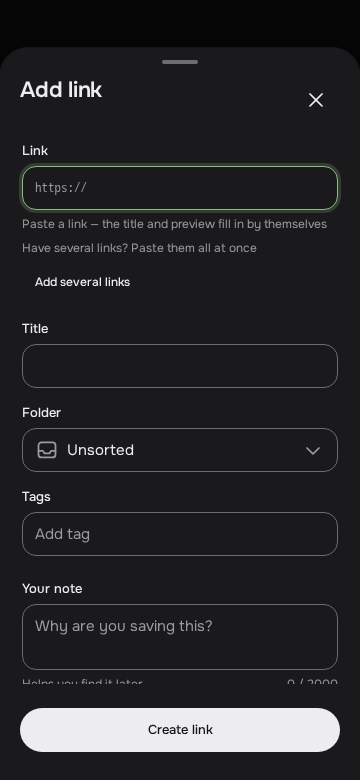 Add link
Link
https://
Paste a link — the title and preview fill in by themselves
Have several links? Paste them all at once
Add several links
Title
Folder
Unsorted
Tags
Add tag
Your note
Why are you saving this?
Helps you find it later 0 / 2000
Create link